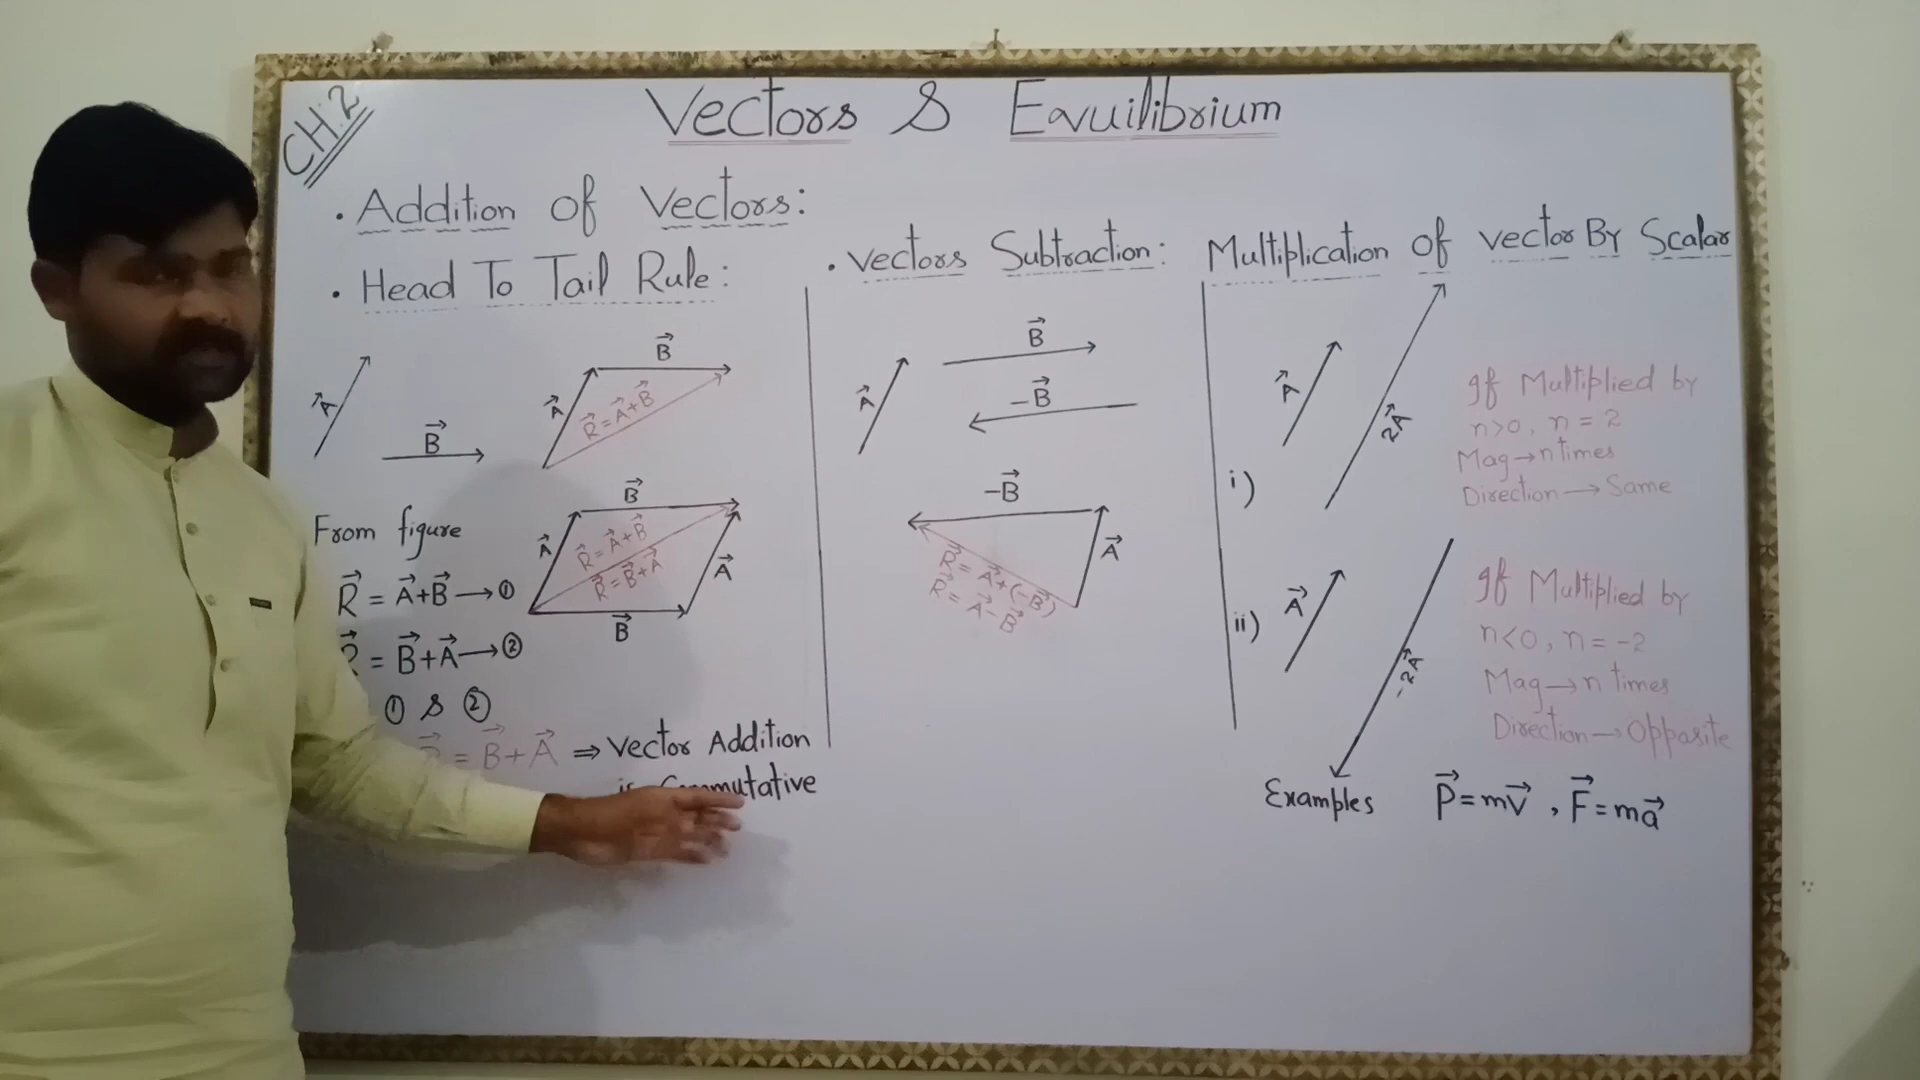 CH:2
Vectors & Equilibrium
. Addition of Vectors:
. Head To Tail Rule:
A⃗
B⃗
B⃗
A⃗
R⃗ = A⃗+B⃗
From figure
R⃗ = A⃗+B⃗ → ①
= B⃗+A⃗ → ②
① & ②
= B⃗+A⃗ ⇒ Vector Addition
is Commutative
B⃗
A⃗
R⃗ = A⃗+B⃗
R⃗ = B⃗+A⃗
A⃗
B⃗
. Vectors Subtraction:
B⃗
A⃗
-B⃗
-B⃗
A⃗
R⃗ = A⃗+(-B⃗)
R⃗ = A⃗-B⃗
Multiplication of vector By Scalar
i)
A⃗
2A⃗
If Multiplied by
n>0, n = 2
Mag → n times
Direction → Same
ii)
A⃗
-2A⃗
If Multiplied by
n<0, n = -2
Mag → n times
Direction → Opposite
Examples P⃗ = mV⃗ , F⃗ = ma⃗